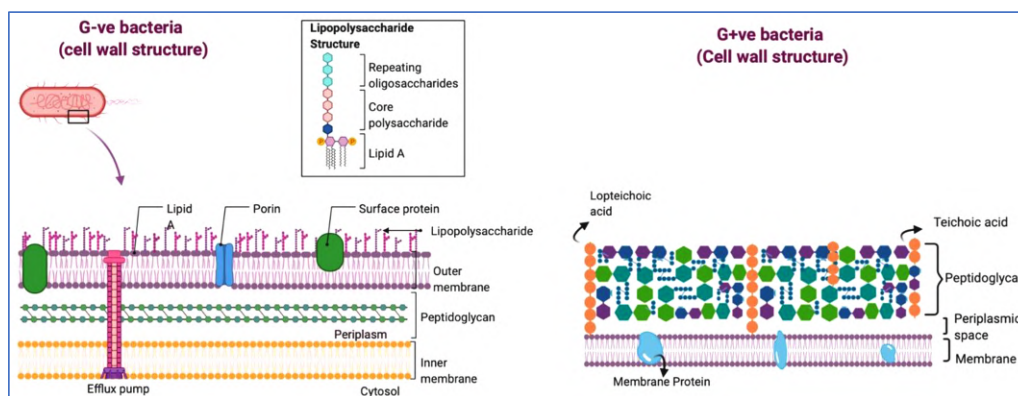 G-ve bacteria
(cell wall structure)
Lipopolysaccharide
Structure
Repeating
oligosaccharides
Core
polysaccharide
P
P
Lipid A
G+ve bacteria
(Cell wall structure)
Lipid
A
Porin
Surface protein
Lipopolysaccharide
Outer
membrane
Peptidoglycan
Periplasm
Inner
membrane
Efflux pump
Cytosol
Lopteichoic
acid
Teichoic acid
Peptidoglyca
Periplasmic
space
Membrane
Membrane Protein